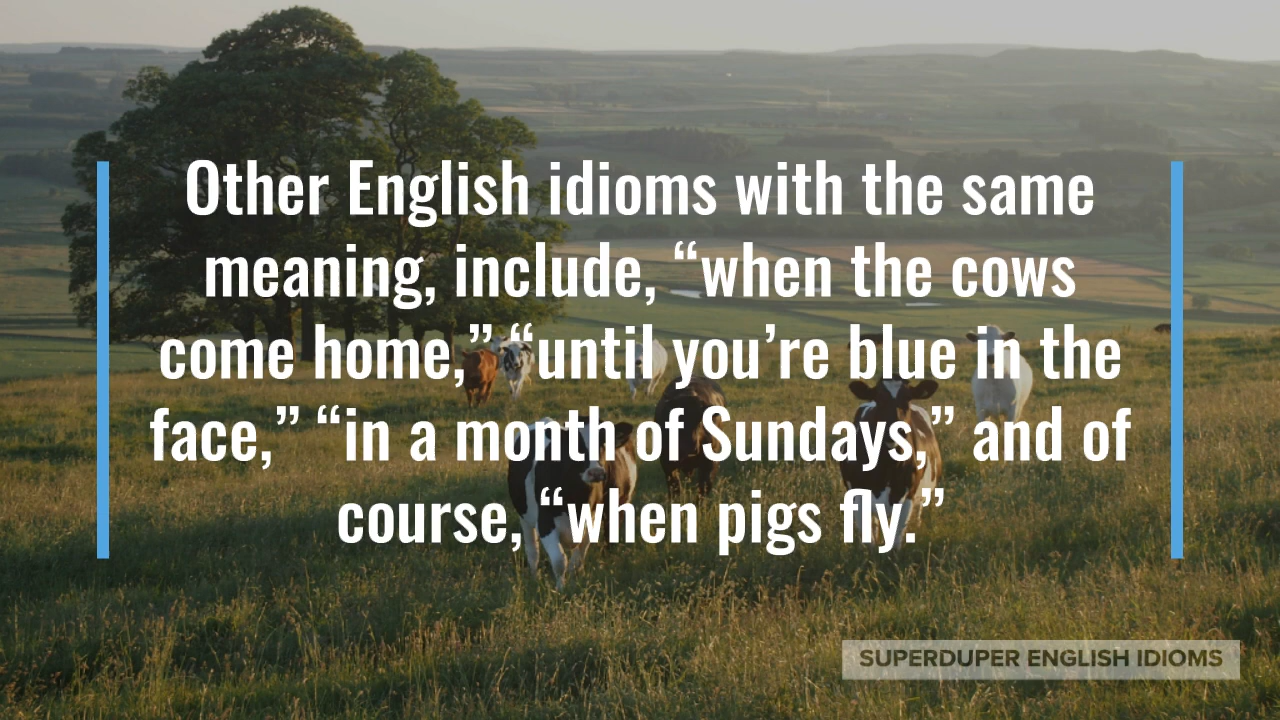 Other English idioms with the same
meaning, include, “when the cows
come home,” “until you’re blue in the
face,” “in a month of Sundays,” and of
course, “when pigs fly.”
SUPERDUPER ENGLISH IDIOMS